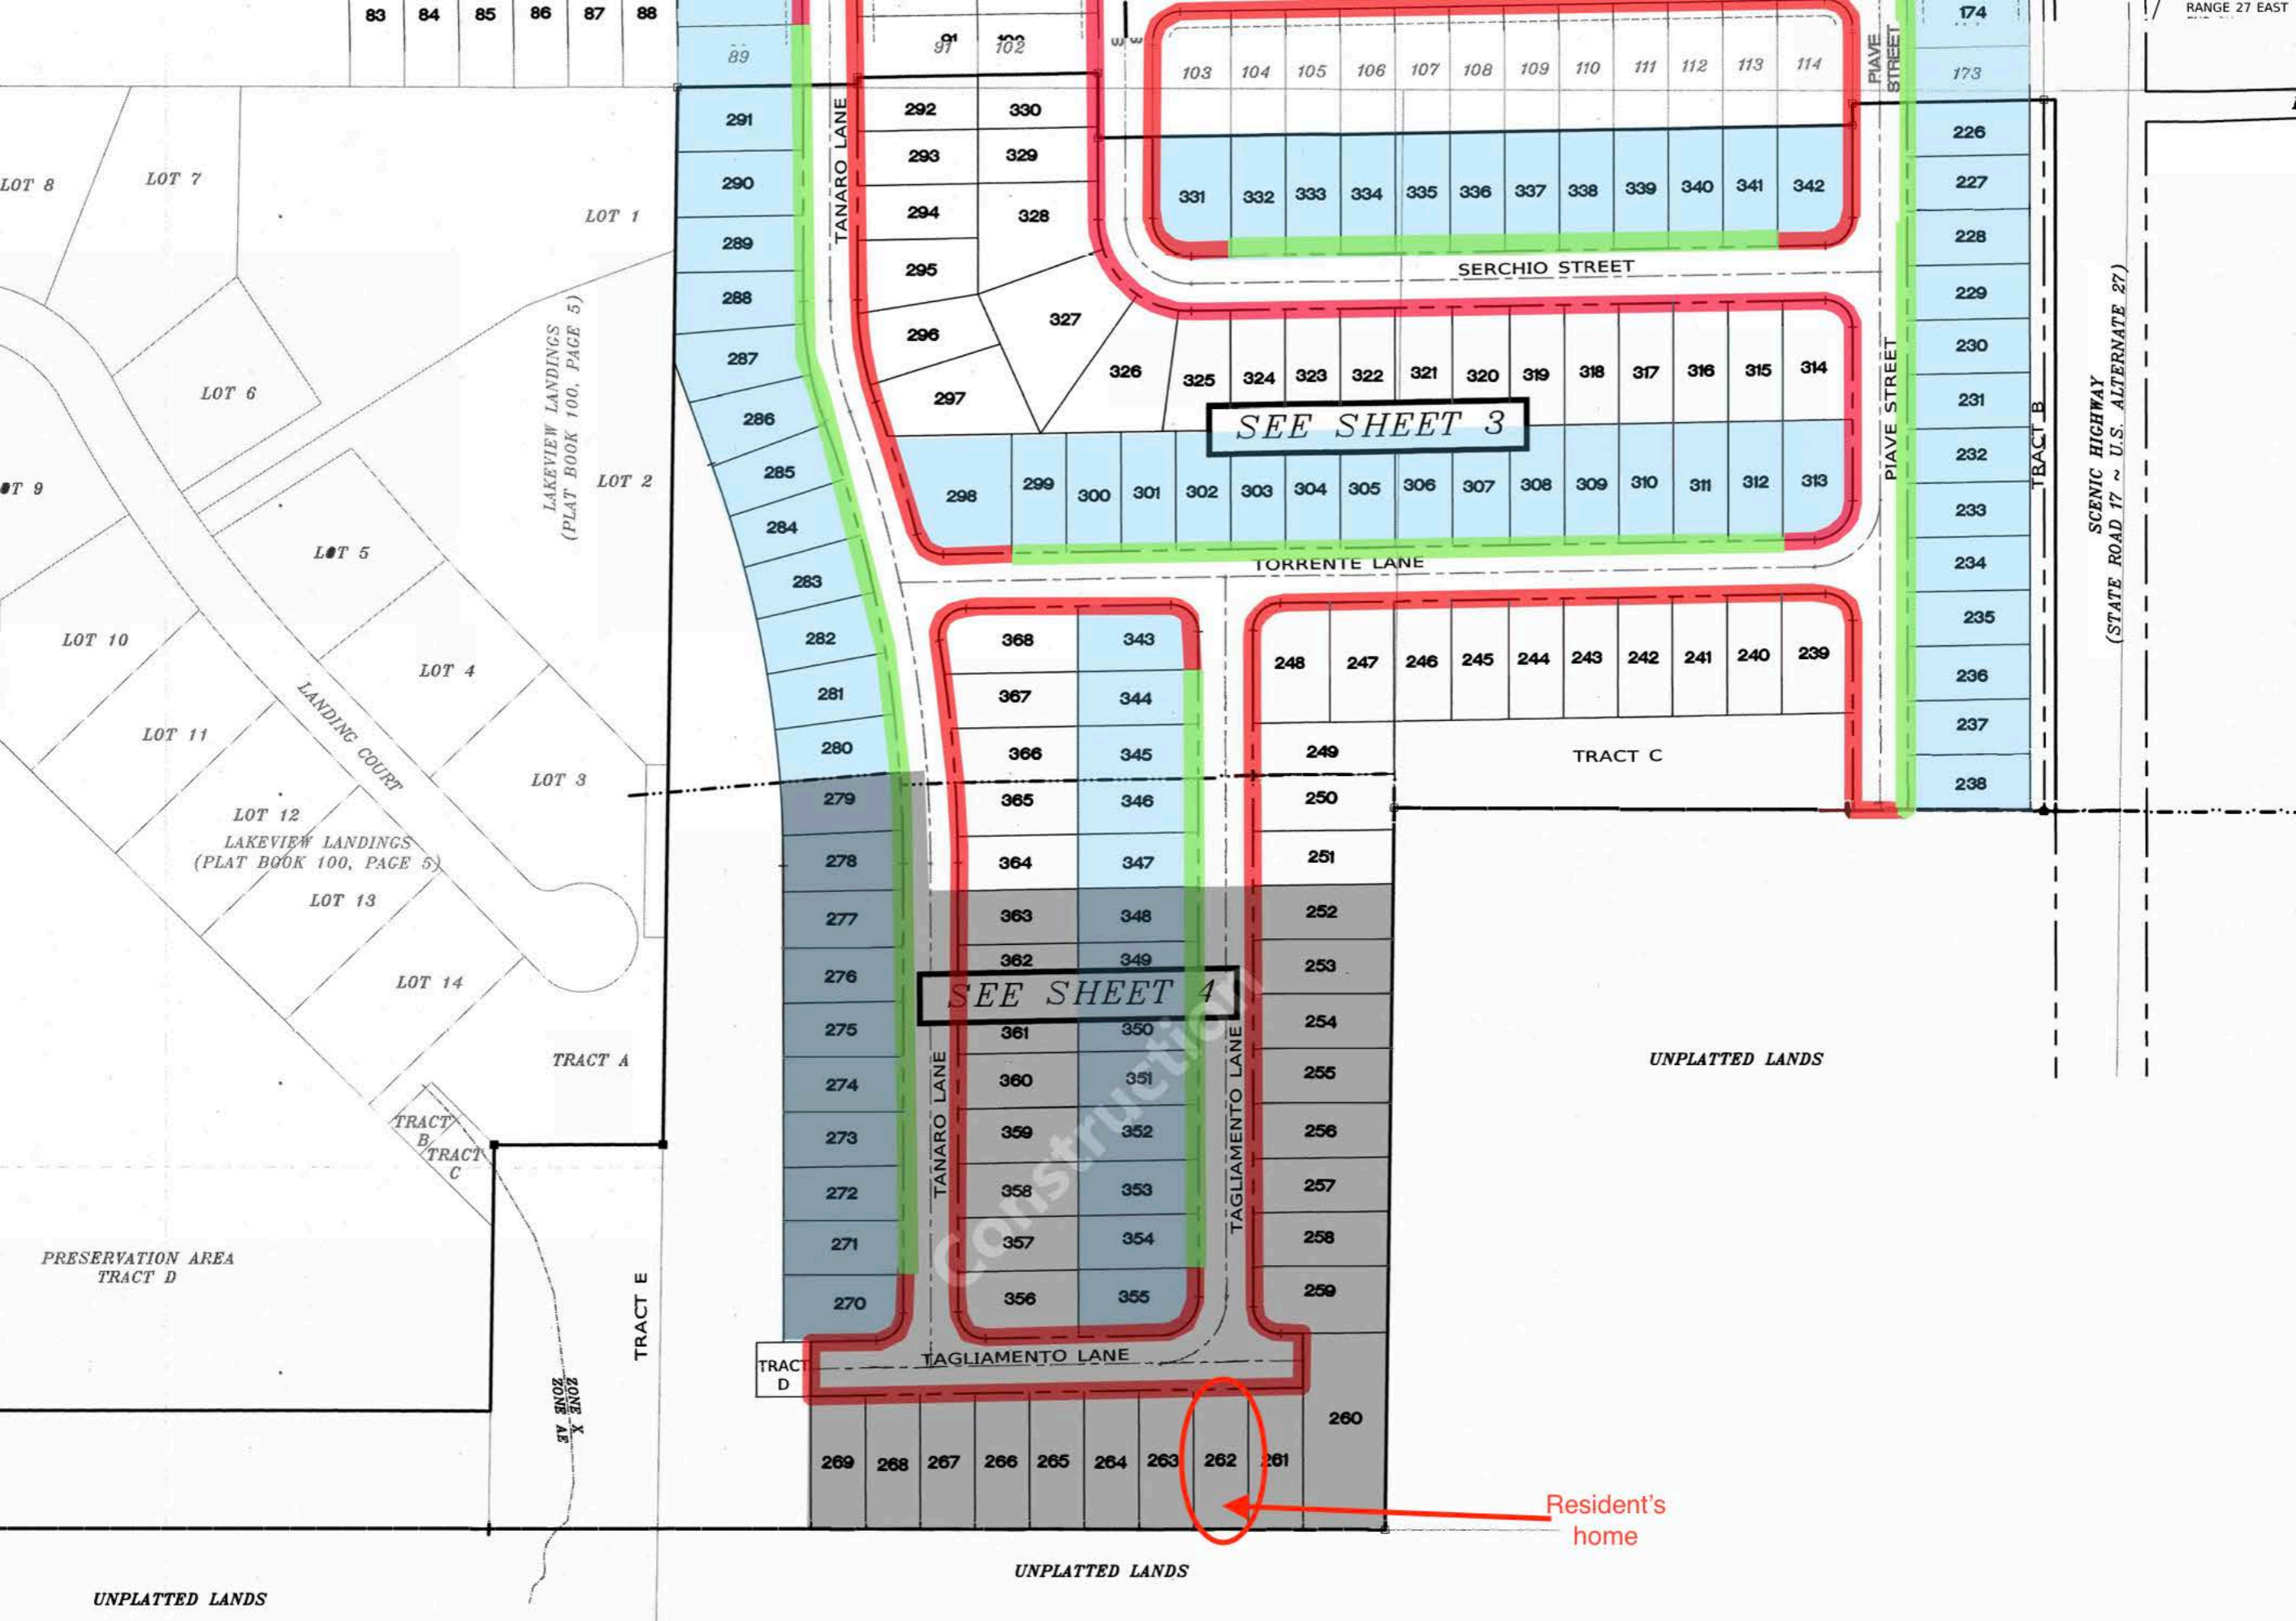 83 84 85 86 87 88
RANGE 27 EAST
174
89
91
91 102
103 104 105 106 107 108 109 110 111 112 113 114
PIAVE STREET
173
291
TANARO LANE
292 330
226
290
293 329
227
LOT 8
LOT 7
LOT 1
294 328
331 332 333 334 335 336 337 338 339 340 341 342
289
295
228
SERCHIO STREET
288
229
LAKEVIEW LANDINGS
(PLAT BOOK 100, PAGE 5)
296 327
230
287
297 326 325 324 323 322 321 320 319 318 317 316 315 314
PIAVE STREET
231
LOT 6
286
SEE SHEET 3
232
TRACT B
SCENIC HIGHWAY
(STATE ROAD 17 ~ U.S. ALTERNATE 27)
LOT 2
285
298 299 300 301 302 303 304 305 306 307 308 309 310 311 312 313
233
284
LOT 5
TORRENTE LANE
234
283
235
LOT 10
282
368 343
248 247 246 245 244 243 242 241 240 239
236
LOT 4
281
367 344
237
LOT 11
LANDING COURT
280
366 345
249
TRACT C
238
LOT 3
279
365 346
250
LOT 12
LAKEVIEW LANDINGS
(PLAT BOOK 100, PAGE 5)
278
364 347
251
LOT 13
277
363 348
252
276
362 349
253
LOT 14
SEE SHEET 4
275
361 350
254
TRACT A
UNPLATTED LANDS
274
TANARO LANE
360 351
TAGLIAMENTO LANE
255
Construction
TRACT
B
TRACT
C
273
359 352
256
272
358 353
257
PRESERVATION AREA
TRACT D
271
357 354
258
TRACT E
270
356 355
259
TRACT
D
TAGLIAMENTO LANE
ZONE X
ZONE AE
269 268 267 266 265 264 263 262 261 260
Resident's
home
UNPLATTED LANDS
UNPLATTED LANDS